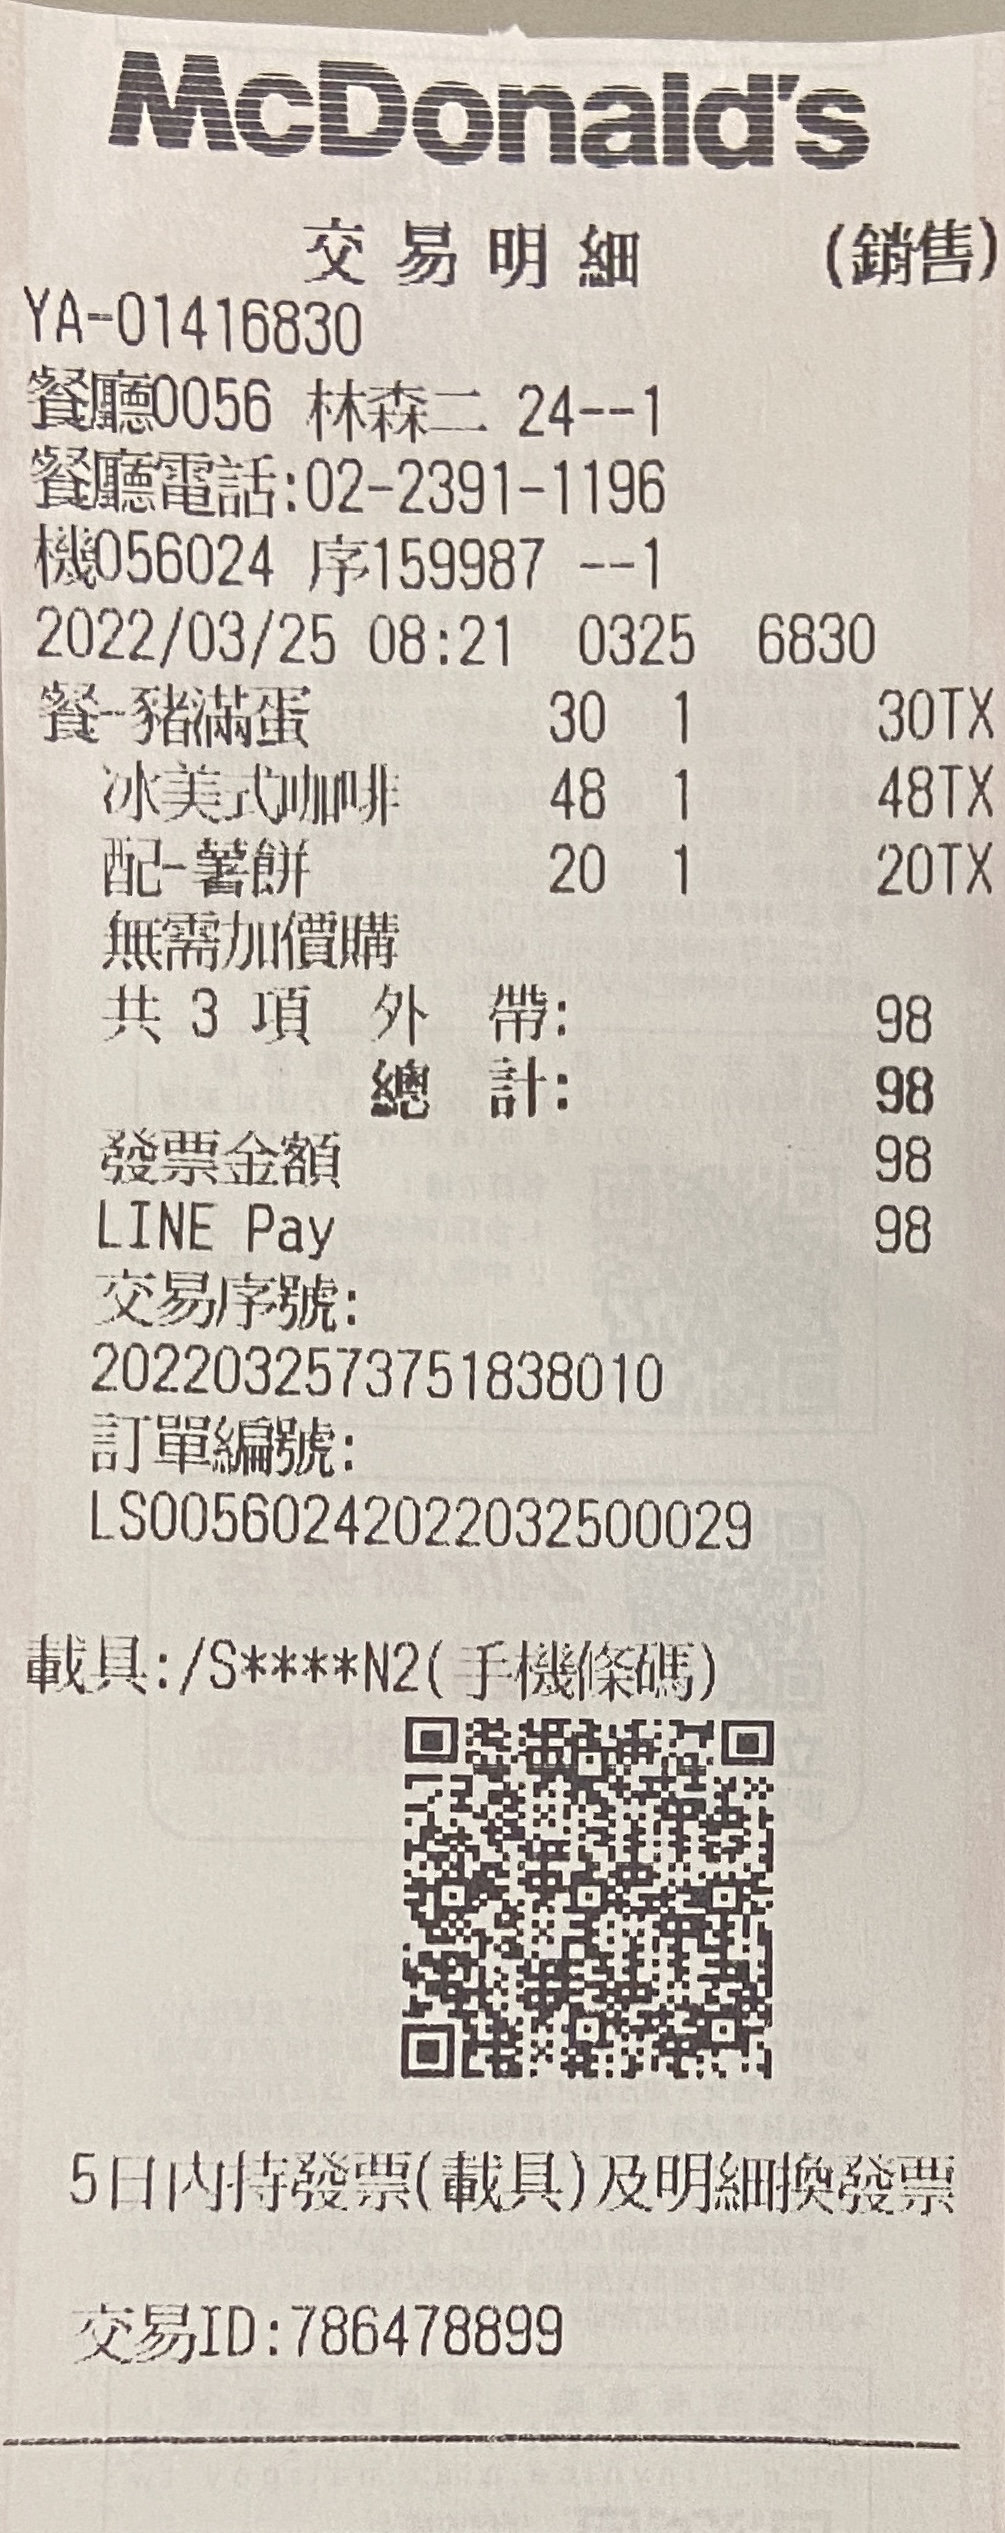 McDonald's
交易明細 (銷售)
YA-01416830
餐廳0056 林森二 24--1
餐廳電話:02-2391-1196
機056024 序159987 --1
2022/03/25 08:21 0325 6830
餐-豬滿蛋 30 1 30TX
冰美式咖啡 48 1 48TX
配-薯餅 20 1 20TX
無需加價購
共 3 項 外 帶: 98
總 計: 98
發票金額 98
LINE Pay 98
交易序號:
2022032573751838010
訂單編號:
LS00560242022032500029
載具:/S****N2(手機條碼)
5日內持發票(載具)及明細換發票
交易ID:786478899